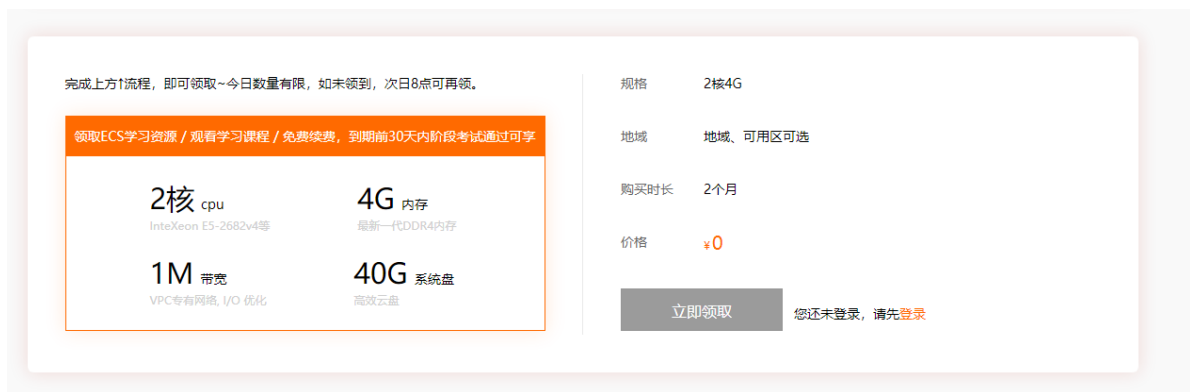 完成上方↑流程，即可领取~今日数量有限，如未领到，次日8点可再领。
领取ECS学习资源 / 观看学习课程 / 免费续费，到期前30天内阶段考试通过可享
2核 cpu
InteXeon E5-2682v4等
4G 内存
最新一代DDR4内存
1M 带宽
VPC专有网络, I/O 优化
40G 系统盘
高效云盘
规格 2核4G
地域 地域、可用区可选
购买时长 2个月
价格 ¥0
立即领取 您还未登录，请先登录